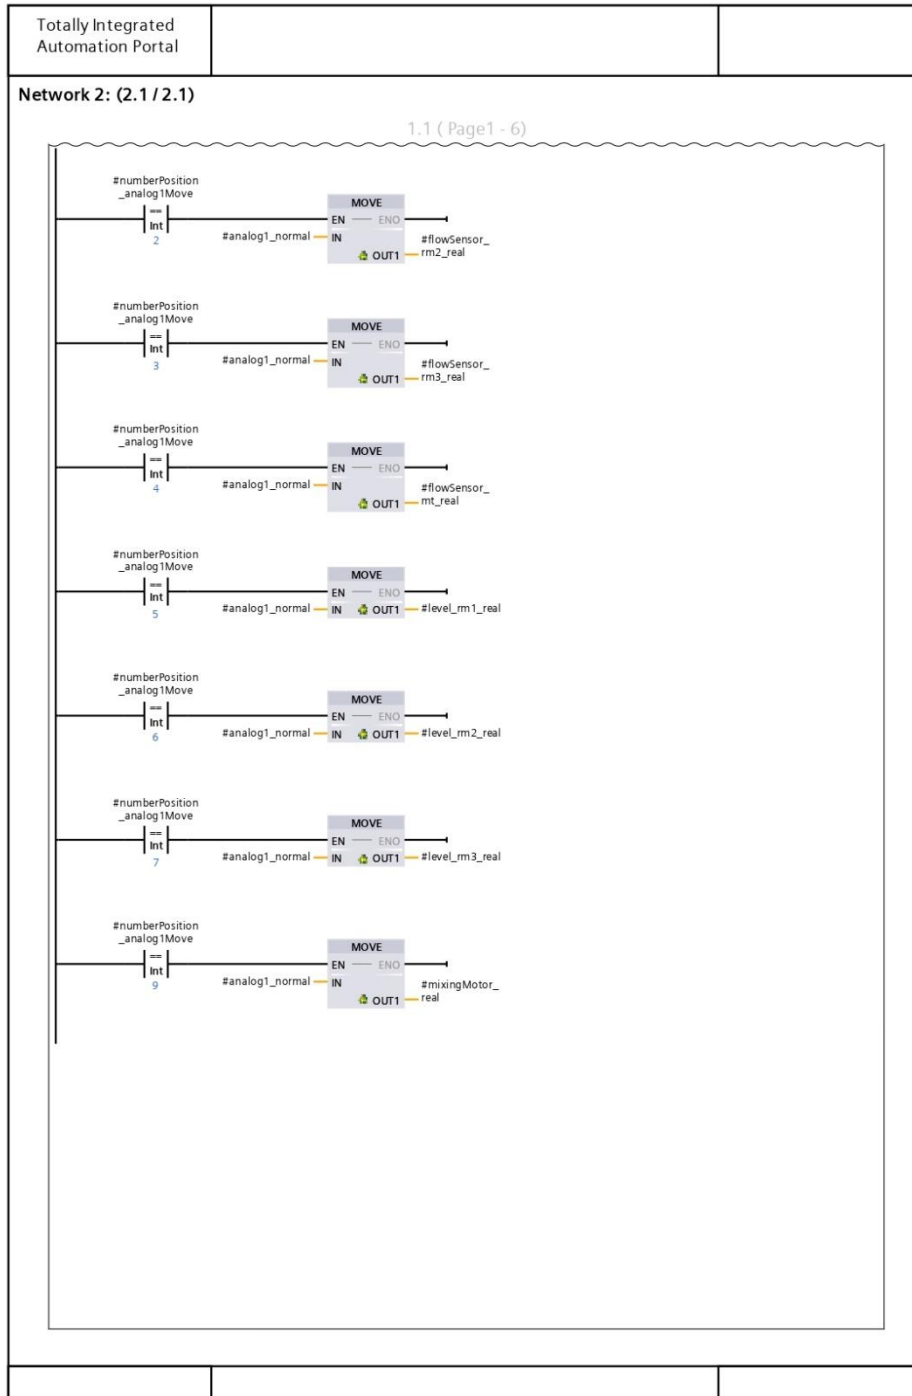 Totally Integrated
Automation Portal
Network 2: (2.1 / 2.1)
1.1 ( Page1 - 6)
#numberPosition
_analog1Move
==
Int
2
MOVE
EN ENO
#analog1_normal IN
OUT1
#flowSensor_
rm2_real
#numberPosition
_analog1Move
==
Int
3
MOVE
EN ENO
#analog1_normal IN
OUT1
#flowSensor_
rm3_real
#numberPosition
_analog1Move
==
Int
4
MOVE
EN ENO
#analog1_normal IN
OUT1
#flowSensor_
mt_real
#numberPosition
_analog1Move
==
Int
5
MOVE
EN ENO
#analog1_normal IN OUT1 #level_rm1_real
#numberPosition
_analog1Move
==
Int
6
MOVE
EN ENO
#analog1_normal IN OUT1 #level_rm2_real
#numberPosition
_analog1Move
==
Int
7
MOVE
EN ENO
#analog1_normal IN OUT1 #level_rm3_real
#numberPosition
_analog1Move
==
Int
9
MOVE
EN ENO
#analog1_normal IN
OUT1
#mixingMotor_
real